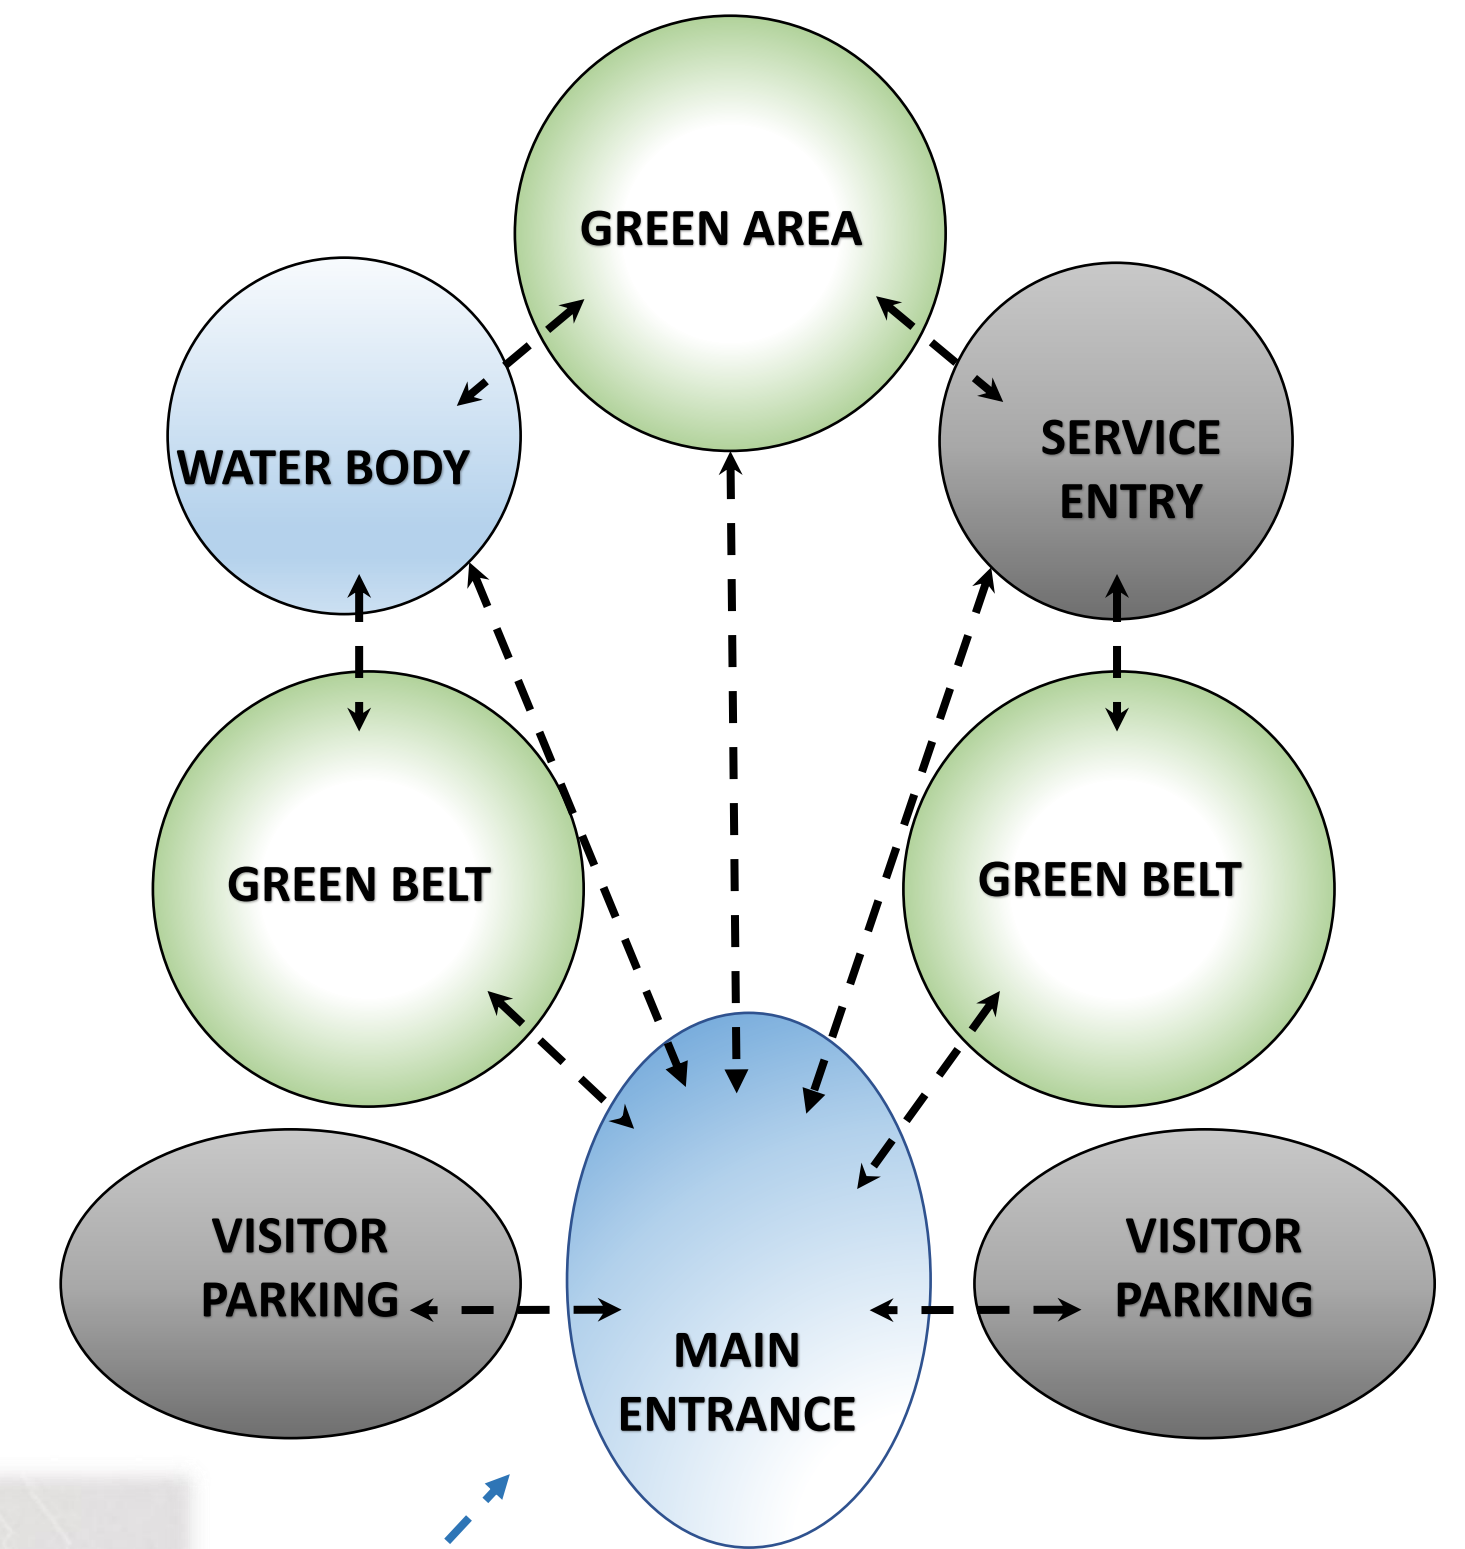 GREEN AREA
WATER BODY
SERVICE
ENTRY
GREEN BELT
GREEN BELT
VISITOR
PARKING
VISITOR
PARKING
MAIN
ENTRANCE